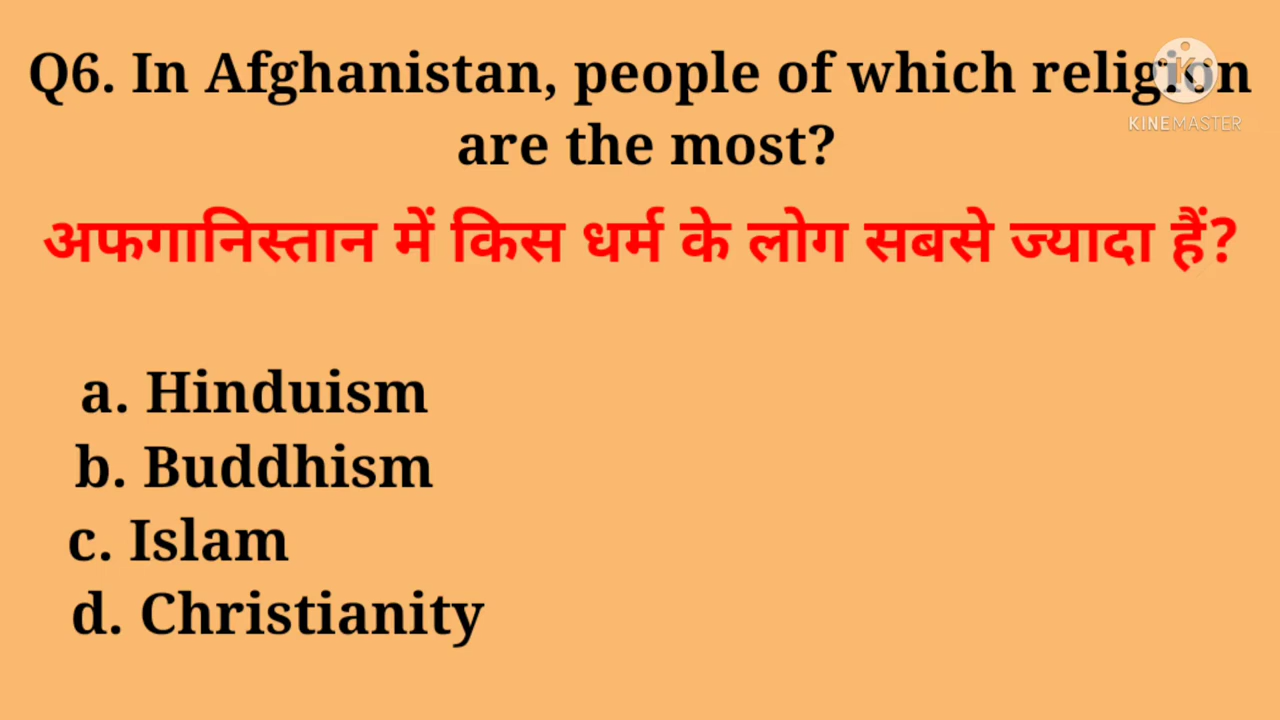 Q6. In Afghanistan, people of which religion
are the most?
KINEMASTER
अफगानिस्तान में किस धर्म के लोग सबसे ज्यादा हैं?
a. Hinduism
b. Buddhism
c. Islam
d. Christianity